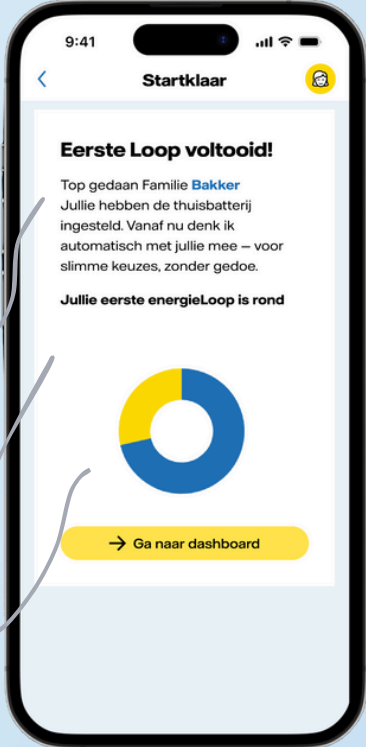 9:41
Startklaar
Eerste Loop voltooid!
Top gedaan Familie Bakker
Jullie hebben de thuisbatterij
ingesteld. Vanaf nu denk ik
automatisch met jullie mee – voor
slimme keuzes, zonder gedoe.
Jullie eerste energieLoop is rond
Ga naar dashboard